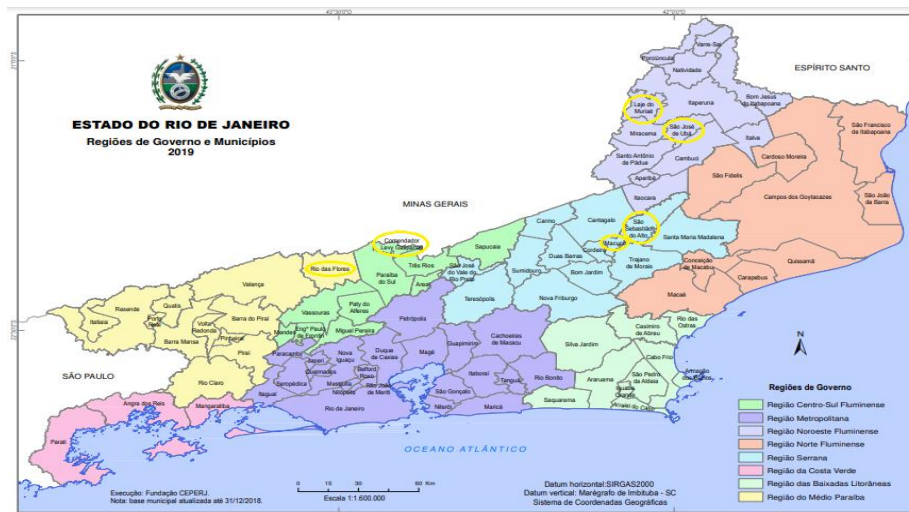 ESPÍRITO SANTO
ESTADO DO RIO DE JANEIRO
Regiões de Governo e Municípios
2019
MINAS GERAIS
SÃO PAULO
OCEANO ATLÂNTICO
Varre-Sai
Porciúncula
Natividade
Laje do
Muriaé
Itaperuna
Bom Jesus
do Itabapoana
São José
de Ubá
Miracema
Italva
Santo Antônio
de Pádua
Cambuci
Aperibé
Itaocara
São Francisco
de Itabapoana
Cardoso Moreira
São Fidelis
Campos dos Goytacazes
São João
da Barra
Quissamã
Conceição
de Macabu
Carapebus
Macaé
Carmo
Cantagalo
São
Sebastião
do Alto
Macuco
Cordeiro
Santa Maria Madalena
Duas Barras
Trajano
de Morais
Sumidouro
Bom Jardim
São José
do Vale do
Rio Preto
Teresópolis
Nova Friburgo
Petrópolis
Sapucaia
Comendador
Levy Gasparian
Três Rios
Areal
Paraíba
do Sul
Paty do
Alferes
Vassouras
Miguel Pereira
Engº Paulo
de Frontin
Mendes
Rio das Flores
Valença
Barra do Piraí
Quatis
Resende
Itatiaia
Porto
Real
Volta
Redonda
Barra Mansa
Pinheiral
Piraí
Rio Claro
Angra dos Reis
Mangaratiba
Parati
Paracambi
Japeri
Nova
Iguaçu
Queimados
Seropédica
Itaguaí
Mesquita
Nilópolis
Belford
Roxo
São João
de Meriti
Duque
de Caxias
Magé
Guapimirim
Cachoeiras
de Macacu
Itaboraí
Tanguá
Rio Bonito
São Gonçalo
Niterói
Maricá
Rio de Janeiro
Silva Jardim
Casimiro
de Abreu
Rio das
Ostras
Cabo Frio
Armação
dos Búzios
São Pedro
da Aldeia
Araruama
Iguaba
Grande
Saquarema
Arraial do Cabo
N
Regiões de Governo
Região Centro-Sul Fluminense
Região Metropolitana
Região Noroeste Fluminense
Região Norte Fluminense
Região Serrana
Região da Costa Verde
Região das Baixadas Litorâneas
Região do Médio Paraíba
Execução: Fundação CEPERJ.
Nota: base municipal atualizada até 31/12/2018.
0 15 30 60 Km
Escala 1:1.600.000
Datum horizontal:SIRGAS2000
Datum vertical: Marégrafo de Imbituba - SC
Sistema de Coordenadas Geográficas